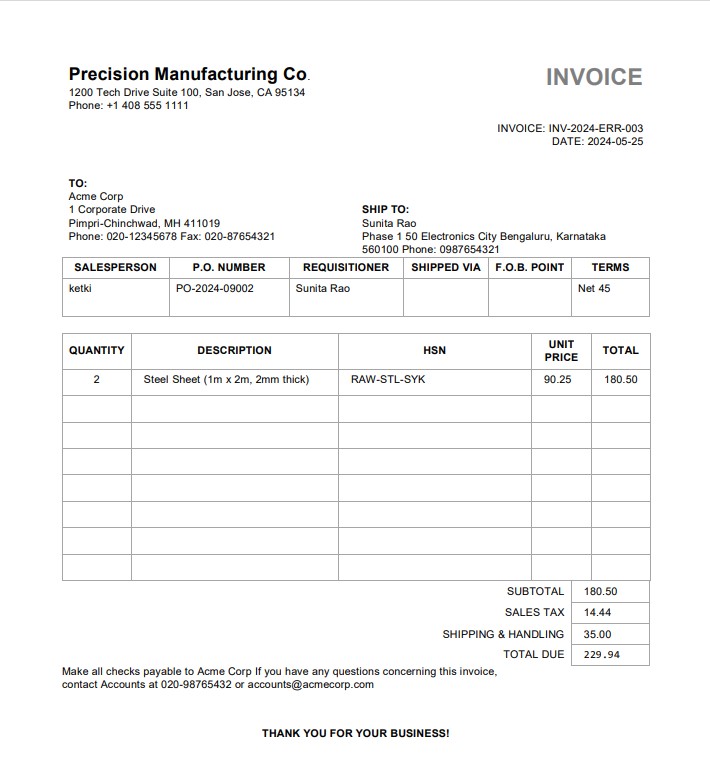 Precision Manufacturing Co.
INVOICE
1200 Tech Drive Suite 100, San Jose, CA 95134
Phone: +1 408 555 1111
INVOICE: INV-2024-ERR-003
DATE: 2024-05-25
TO:
Acme Corp
1 Corporate Drive
Pimpri-Chinchwad, MH 411019
Phone: 020-12345678 Fax: 020-87654321
SHIP TO:
Sunita Rao
Phase 1 50 Electronics City Bengaluru, Karnataka
560100 Phone: 0987654321
SALESPERSON P.O. NUMBER REQUISITIONER SHIPPED VIA F.O.B. POINT TERMS
ketki PO-2024-09002 Sunita Rao Net 45
QUANTITY DESCRIPTION HSN UNIT PRICE TOTAL
2 Steel Sheet (1m x 2m, 2mm thick) RAW-STL-SYK 90.25 180.50
SUBTOTAL 180.50
SALES TAX 14.44
SHIPPING & HANDLING 35.00
TOTAL DUE 229.94
Make all checks payable to Acme Corp If you have any questions concerning this invoice,
contact Accounts at 020-98765432 or accounts@acmecorp.com
THANK YOU FOR YOUR BUSINESS!